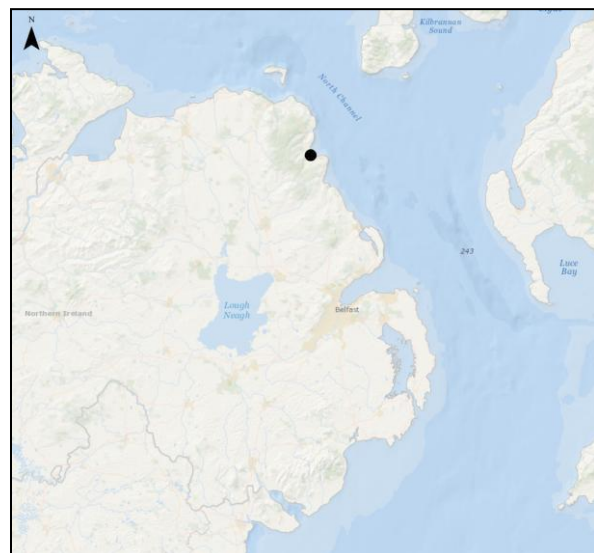 N
Kilbrannan
Sound
North Channel
243
Luce
Bay
Lough
Neagh
Northern Ireland
Belfast